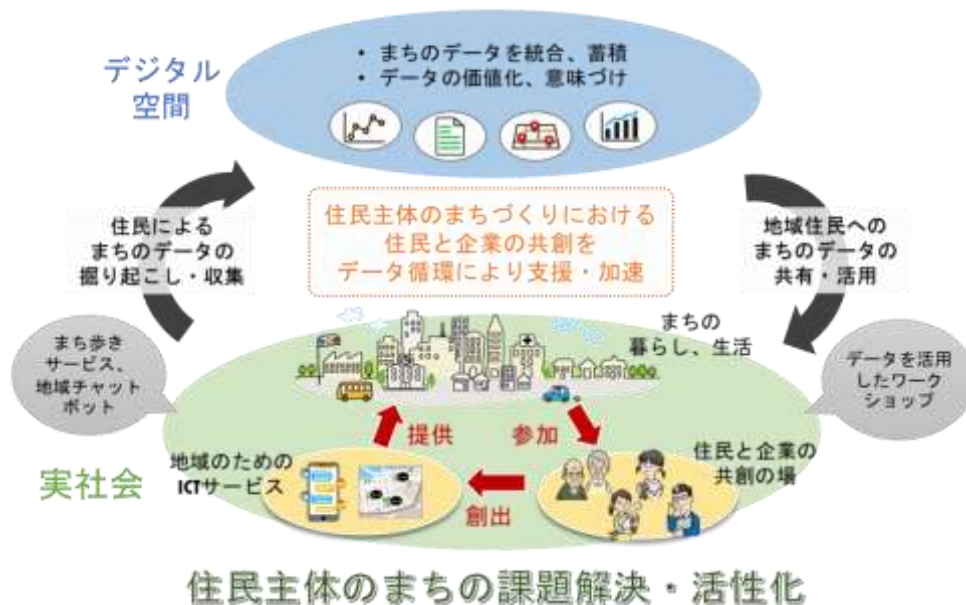 デジタル
空間
• まちのデータを統合、蓄積
• データの価値化、意味づけ
住民による
まちのデータの
掘り起こし・収集
住民主体のまちづくりにおける
住民と企業の共創を
データ循環により支援・加速
地域住民への
まちのデータの
共有・活用
まち歩き
サービス、
地域チャット
ボット
まちの
暮らし、生活
データを活用
したワーク
ショップ
提供
参加
実社会
地域のための
ICTサービス
住民と企業の
共創の場
創出
住民主体のまちの課題解決・活性化